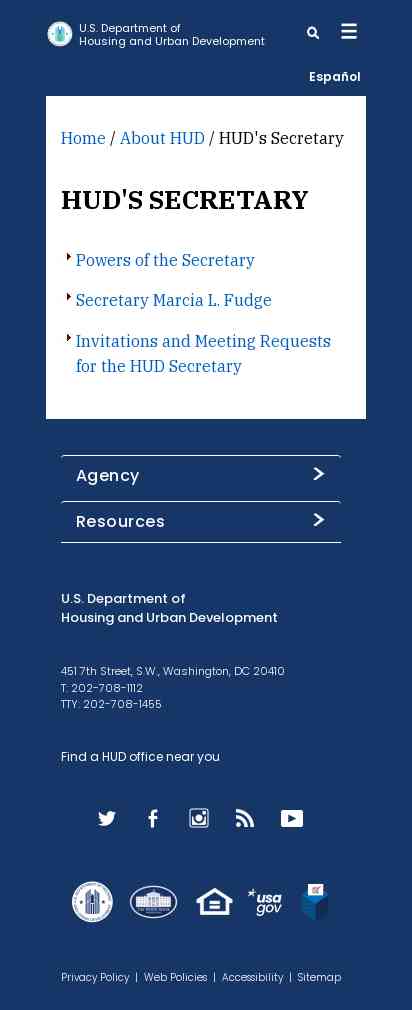 U.S. Department of
Housing and Urban Development
Español
Home / About HUD / HUD's Secretary
HUD'S SECRETARY
Powers of the Secretary
Secretary Marcia L. Fudge
Invitations and Meeting Requests
for the HUD Secretary
Agency
Resources
U.S. Department of
Housing and Urban Development
451 7th Street, S.W., Washington, DC 20410
T: 202-708-1112
TTY: 202-708-1455
Find a HUD office near you
usa
gov
Privacy Policy | Web Policies | Accessibility | Sitemap